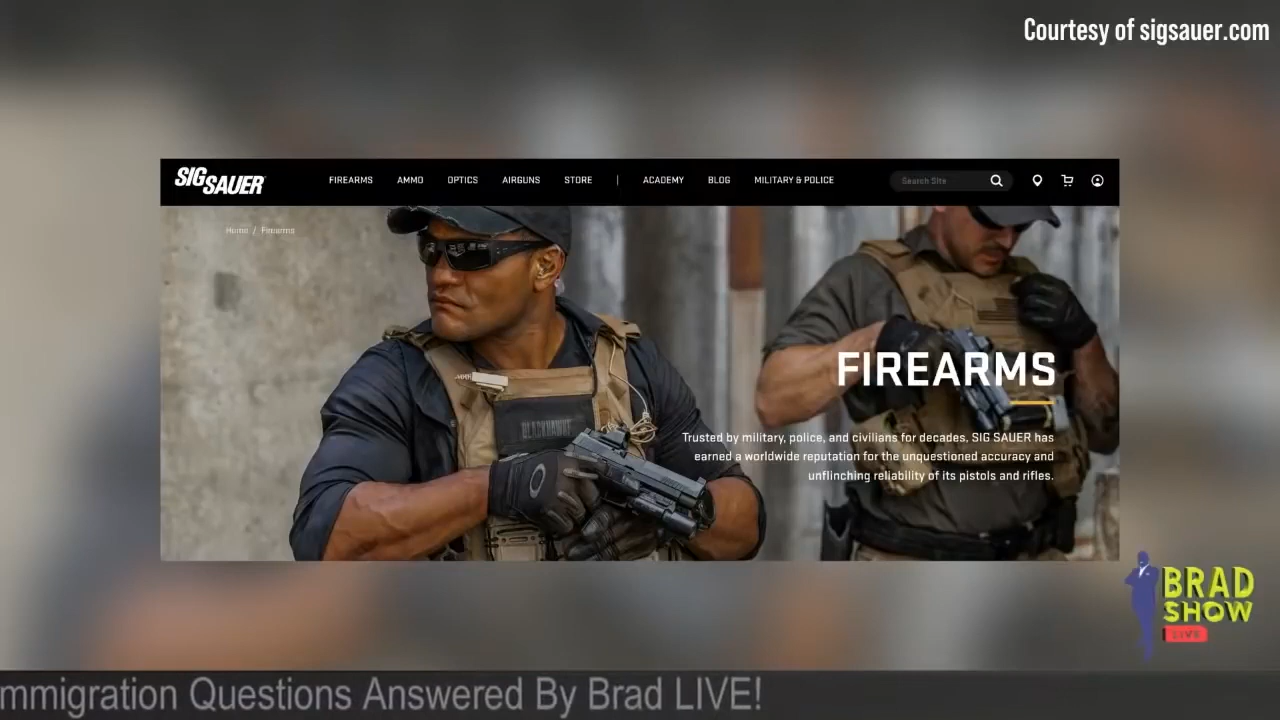 Courtesy of sigsauer.com
SIG SAUER
FIREARMS AMMO OPTICS AIRGUNS STORE | ACADEMY BLOG MILITARY & POLICE
Search Site
Home / Firearms
BLACKHAWK!
FIREARMS
Trusted by military, police, and civilians for decades, SIG SAUER has
earned a worldwide reputation for the unquestioned accuracy and
unflinching reliability of its pistols and rifles.
BRAD
SHOW
LIVE
mmigration Questions Answered By Brad LIVE!